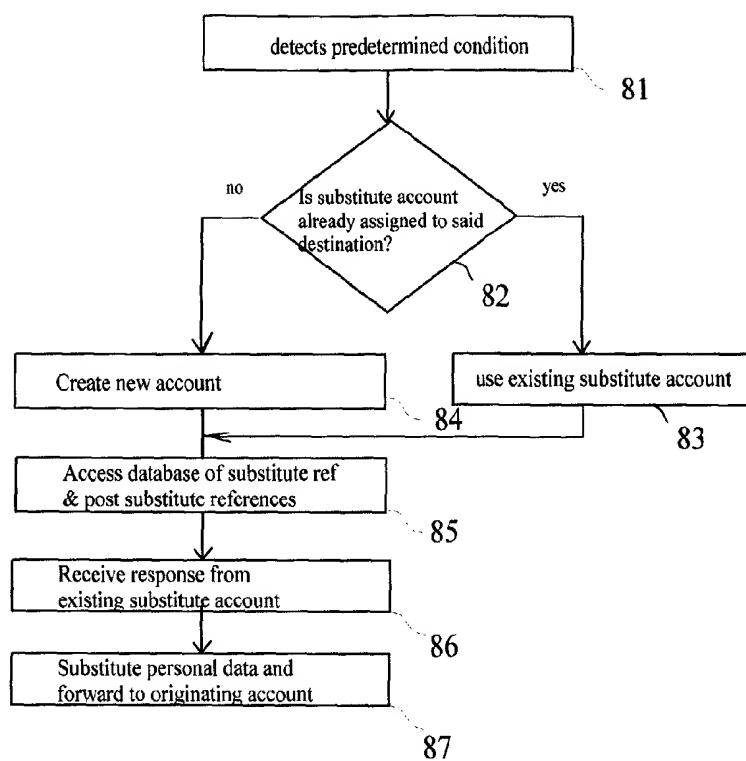 detects predetermined condition
81
no
yes
Is substitute account
already assigned to said
destination?
82
Create new account
84
use existing substitute account
83
Access database of substitute ref
& post substitute references
85
Receive response from
existing substitute account
86
Substitute personal data and
forward to originating account
87